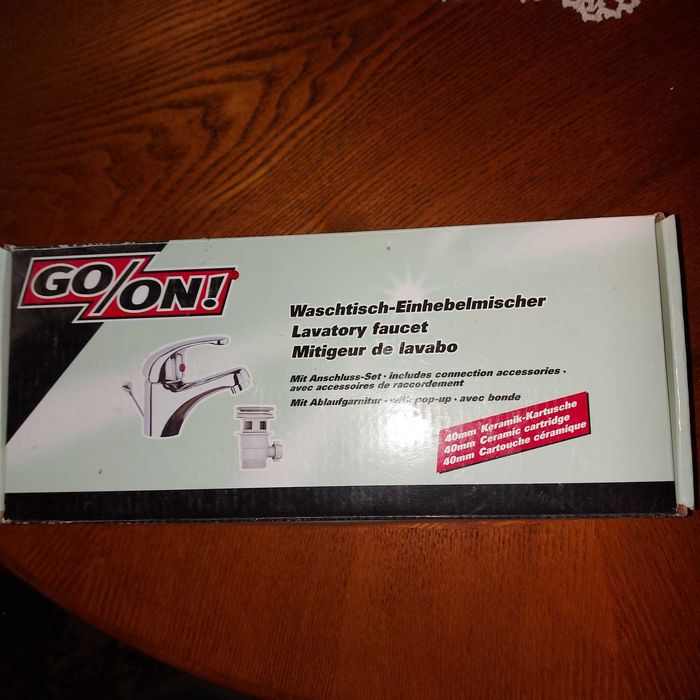 GO/ON!
Waschtisch-Einhebelmischer
Lavatory faucet
Mitigeur de lavabo
Mit Anschluss-Set · includes connection accessories ·
avec accessoires de raccordement
Mit Ablaufgarnitur · with pop-up · avec bonde
40mm Keramik-Kartusche
40mm Ceramic cartridge
40mm Cartouche céramique